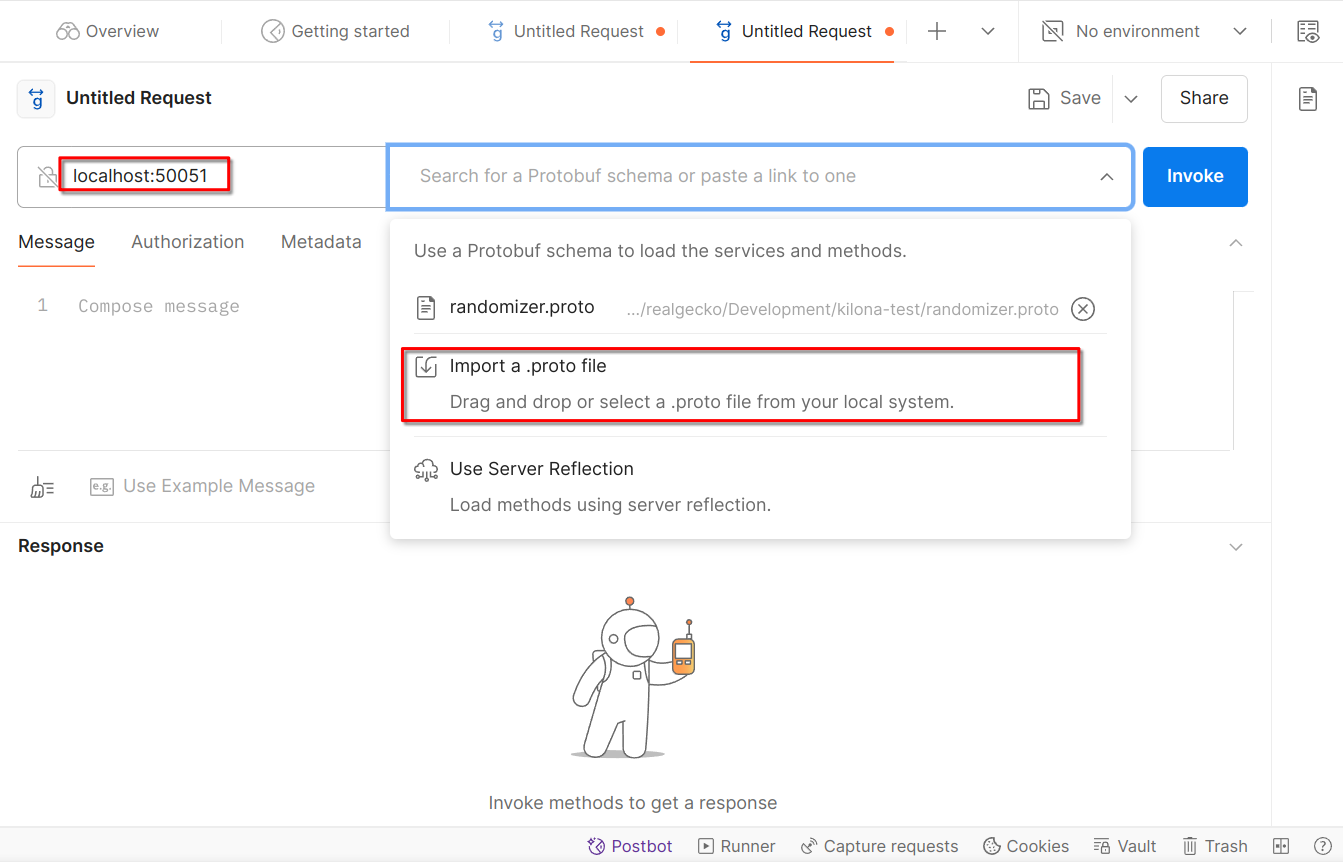 Overview
Getting started
Untitled Request
Untitled Request
No environment
g Untitled Request
Save
Share
localhost:50051
Search for a Protobuf schema or paste a link to one
Invoke
Message Authorization Metadata
Use a Protobuf schema to load the services and methods.
1 Compose message
randomizer.proto .../realgecko/Development/kilona-test/randomizer.proto
Import a .proto file
Drag and drop or select a .proto file from your local system.
Use Server Reflection
e.g. Use Example Message
Load methods using server reflection.
Response
Invoke methods to get a response
Postbot Runner Capture requests Cookies Vault Trash ?